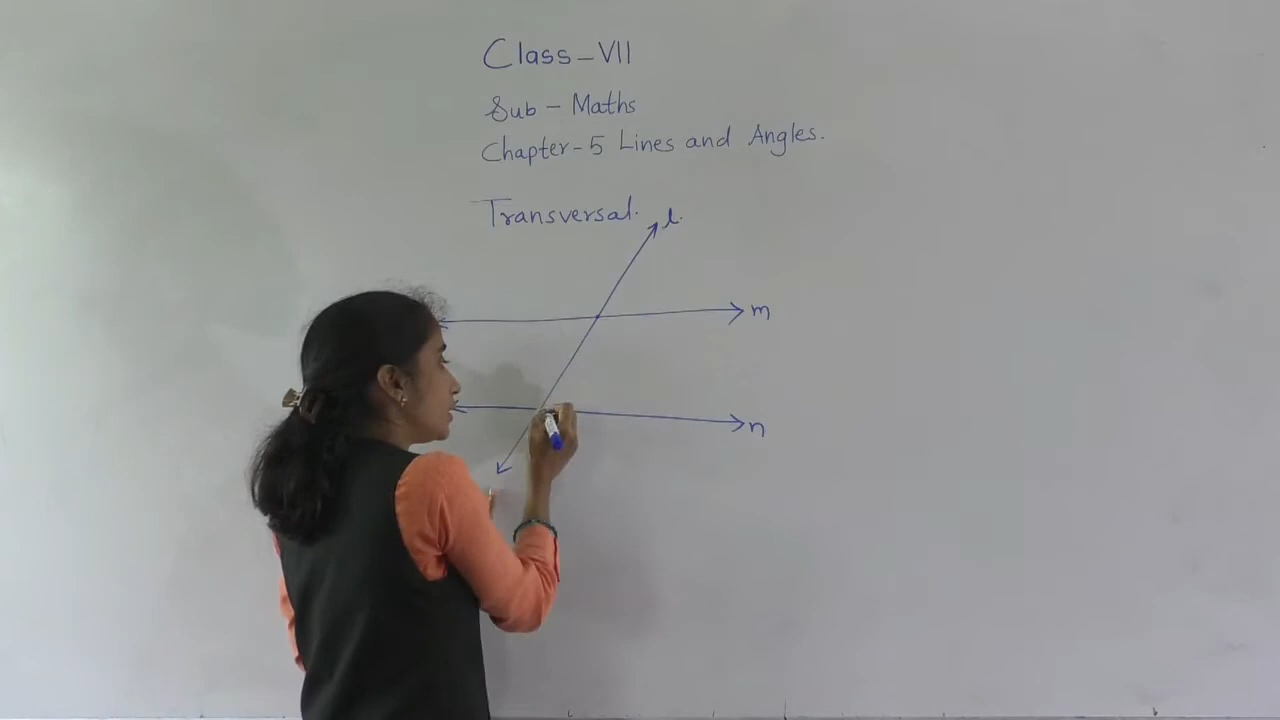 Class-VII
Sub - Maths
Chapter-5 Lines and Angles.
Transversal.
l.
m
n